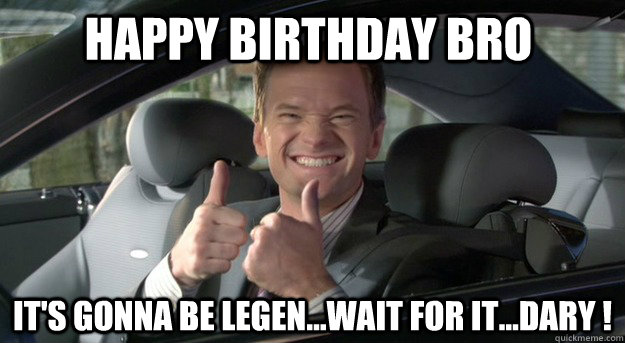 HAPPY BIRTHDAY BRO
IT'S GONNA BE LEGEN...WAIT FOR IT...DARY !
quickmeme.com